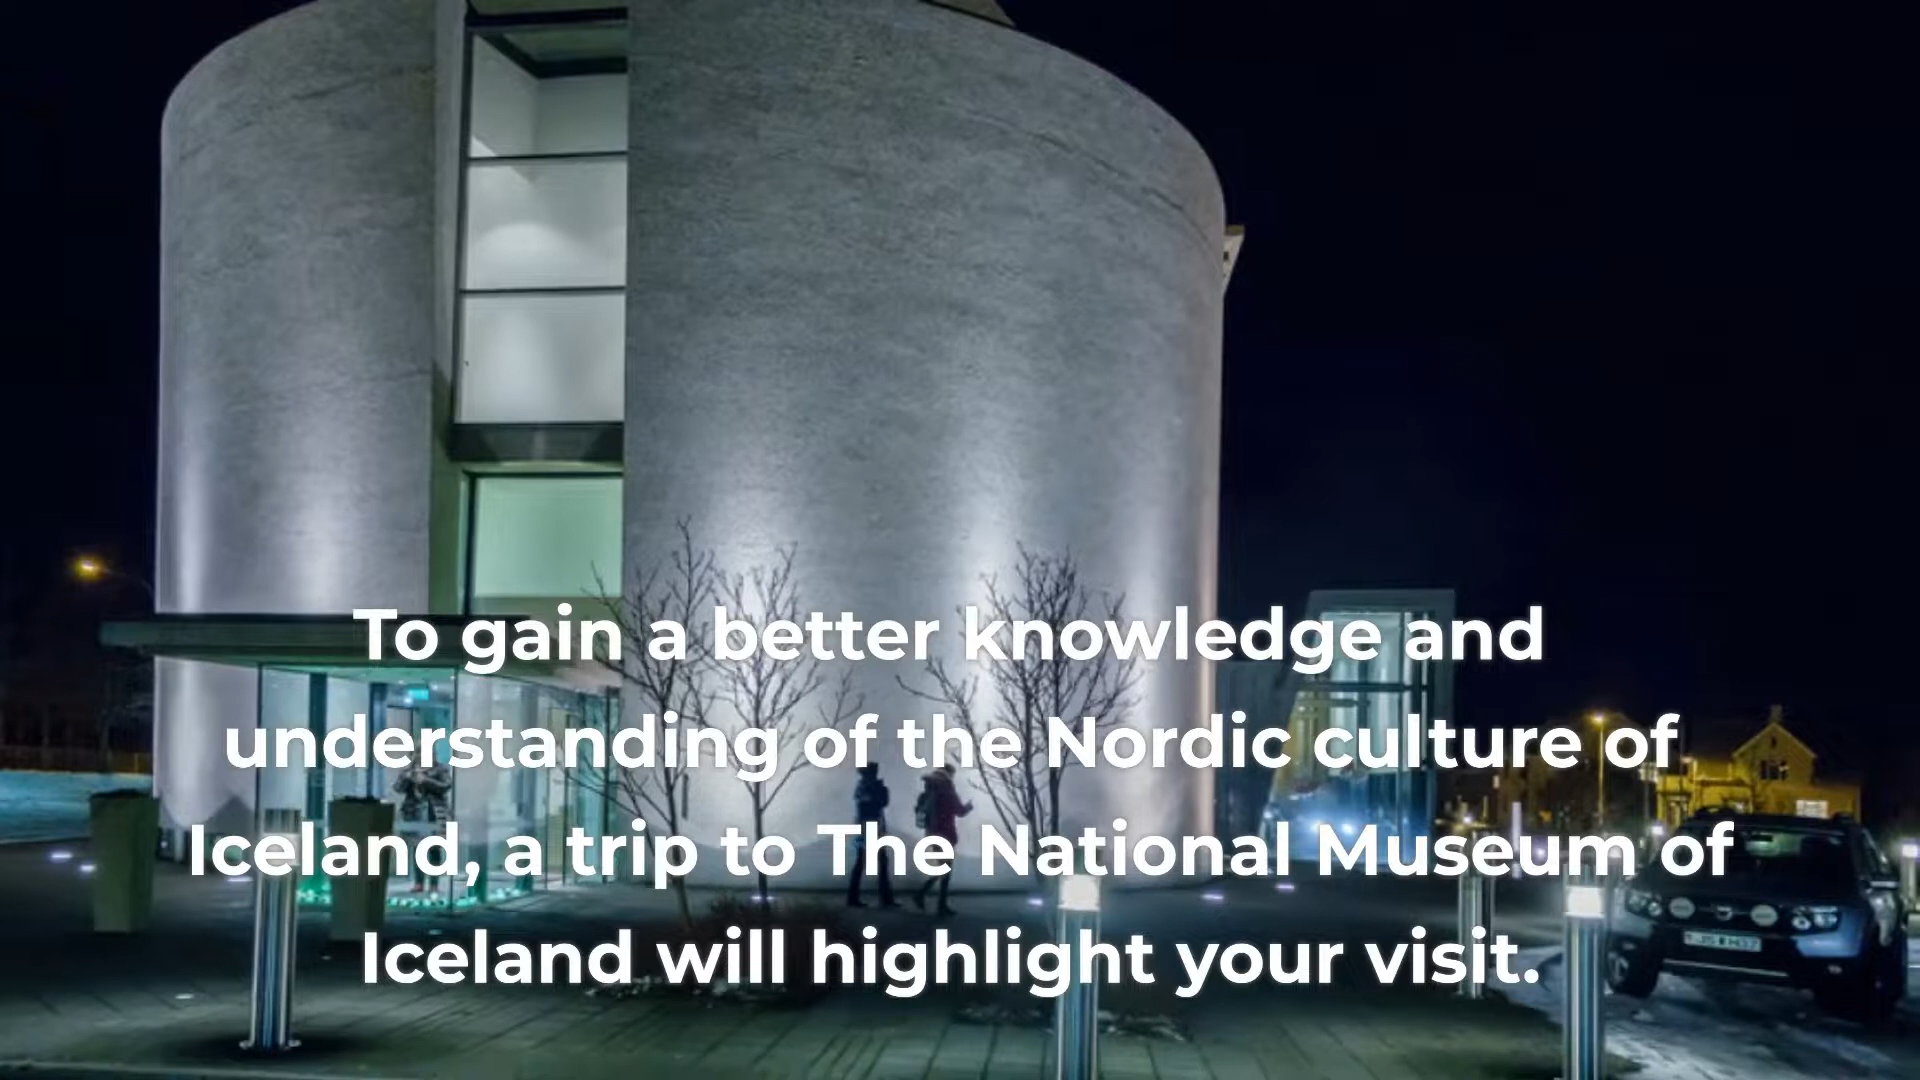 To gain a better knowledge and
understanding of the Nordic culture of
Iceland, a trip to The National Museum of
Iceland will highlight your visit.